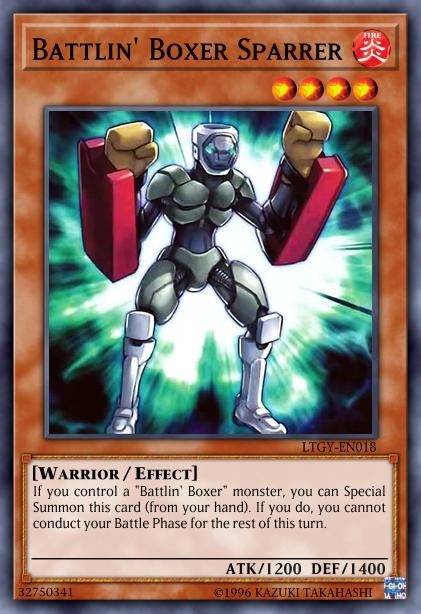 BATTLIN' BOXER SPARRER
FIRE
炎
LTGY-EN018
[WARRIOR / EFFECT]
If you control a "Battlin' Boxer" monster, you can Special
Summon this card (from your hand). If you do, you cannot
conduct your Battle Phase for the rest of this turn.
ATK/1200 DEF/1400
32750341
©1996 KAZUKI TAKAHASHI